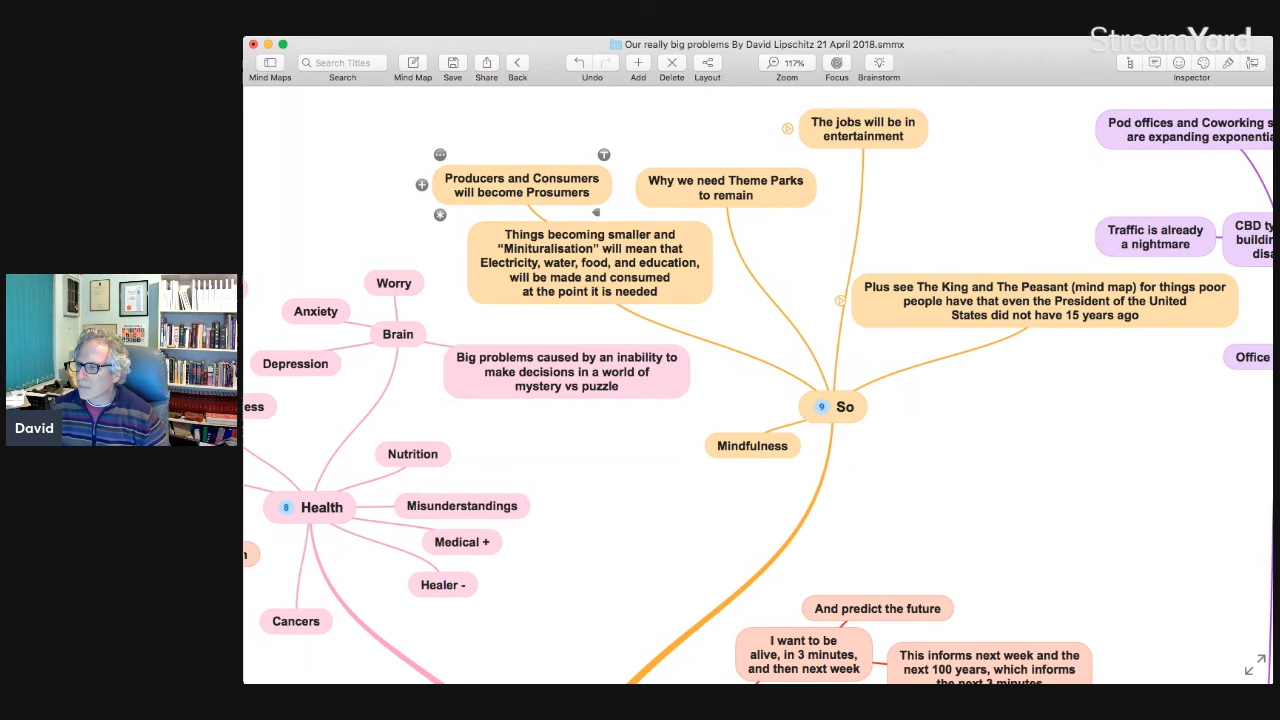 StreamYard
Our really big problems By David Lipschitz 21 April 2018.smmx
Search Titles
117%
Mind Maps
Search
Mind Map
Save
Share
Back
Undo
Add
Delete
Layout
Zoom
Focus
Brainstorm
Inspector
The jobs will be in
entertainment
Pod offices and Coworking s
are expanding exponentia
Producers and Consumers
will become Prosumers
Why we need Theme Parks
to remain
Things becoming smaller and
“Minituralisation” will mean that
Electricity, water, food, and education,
will be made and consumed
at the point it is needed
Traffic is already
a nightmare
CBD ty
buildin
disa
Plus see The King and The Peasant (mind map) for things poor
people have that even the President of the United
States did not have 15 years ago
Worry
Anxiety
Brain
Depression
Big problems caused by an inability to
make decisions in a world of
mystery vs puzzle
Office
ess
9 So
Mindfulness
David
Nutrition
8 Health
Misunderstandings
Medical +
n
Healer -
Cancers
And predict the future
I want to be
alive, in 3 minutes,
and then next week
This informs next week and the
next 100 years, which informs
the next 3 minutes